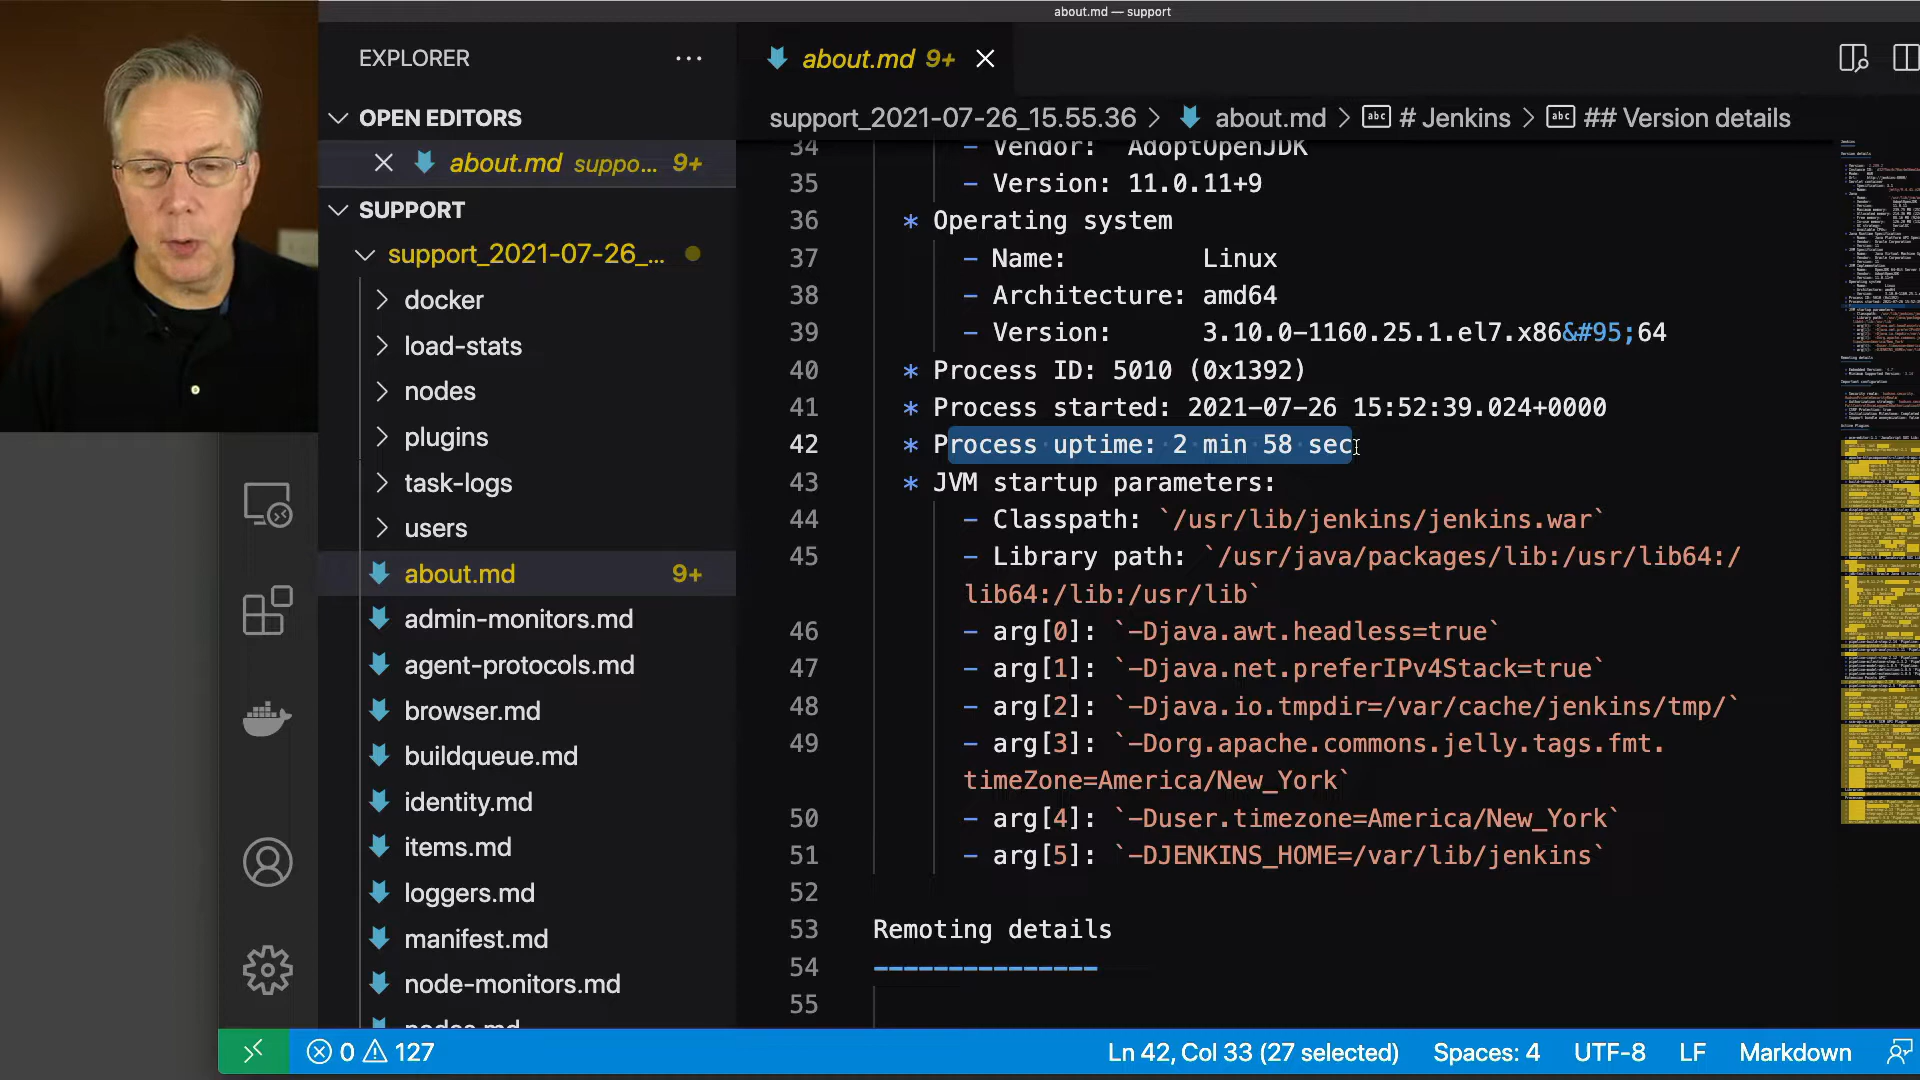 about.md — support
EXPLORER
OPEN EDITORS
about.md suppo... 9+
SUPPORT
support_2021-07-26_...
docker
load-stats
nodes
plugins
task-logs
users
about.md 9+
admin-monitors.md
agent-protocols.md
browser.md
buildqueue.md
identity.md
items.md
loggers.md
manifest.md
node-monitors.md
nodes.md
about.md 9+
support_2021-07-26_15.55.36 > about.md > # Jenkins > ## Version details
34 - Vendor: AdoptOpenJDK
35 - Version: 11.0.11+9
36 * Operating system
37 - Name: Linux
38 - Architecture: amd64
39 - Version: 3.10.0-1160.25.1.el7.x86&#95;64
40 * Process ID: 5010 (0x1392)
41 * Process started: 2021-07-26 15:52:39.024+0000
42 * Process uptime: 2 min 58 sec
43 * JVM startup parameters:
44 - Classpath: `/usr/lib/jenkins/jenkins.war`
45 - Library path: `/usr/java/packages/lib:/usr/lib64:/
lib64:/lib:/usr/lib`
46 - arg[0]: `-Djava.awt.headless=true`
47 - arg[1]: `-Djava.net.preferIPv4Stack=true`
48 - arg[2]: `-Djava.io.tmpdir=/var/cache/jenkins/tmp/`
49 - arg[3]: `-Dorg.apache.commons.jelly.tags.fmt.
timeZone=America/New_York`
50 - arg[4]: `-Duser.timezone=America/New_York`
51 - arg[5]: `-DJENKINS_HOME=/var/lib/jenkins`
52
53 Remoting details
54 ---------------
55
0 127 Ln 42, Col 33 (27 selected) Spaces: 4 UTF-8 LF Markdown